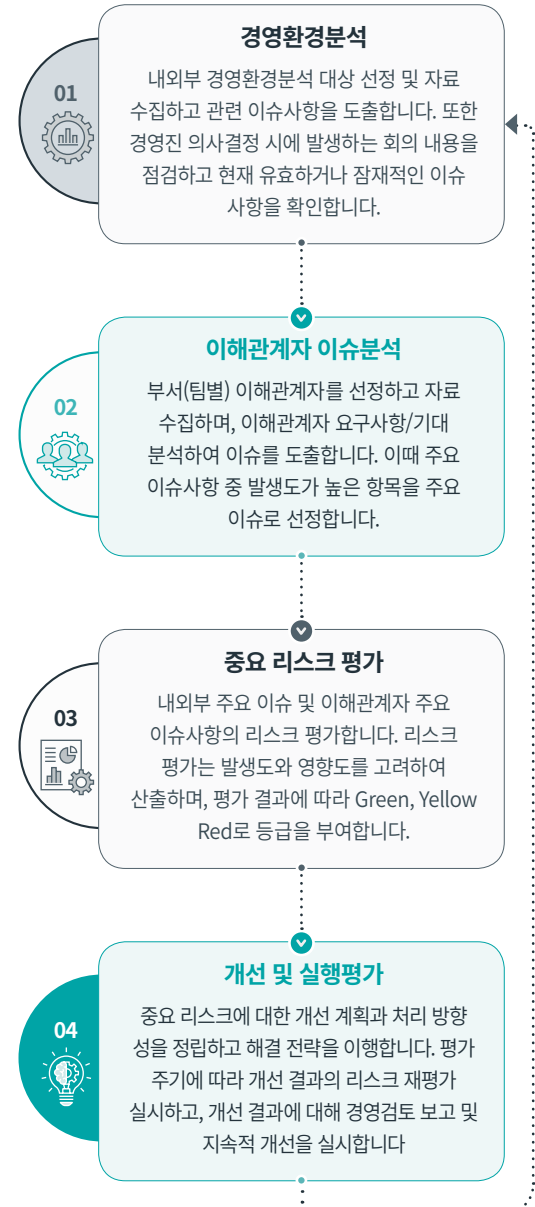 경영환경분석
01
내외부 경영환경분석 대상 선정 및 자료
수집하고 관련 이슈사항을 도출합니다. 또한
경영진 의사결정 시에 발생하는 회의 내용을
점검하고 현재 유효하거나 잠재적인 이슈
사항을 확인합니다.
이해관계자 이슈분석
02
부서(팀별) 이해관계자를 선정하고 자료
수집하며, 이해관계자 요구사항/기대
분석하여 이슈를 도출합니다. 이때 주요
이슈사항 중 발생도가 높은 항목을 주요
이슈로 선정합니다.
중요 리스크 평가
03
내외부 주요 이슈 및 이해관계자 주요
이슈사항의 리스크 평가합니다. 리스크
평가는 발생도와 영향도를 고려하여
산출하며, 평가 결과에 따라 Green, Yellow
Red로 등급을 부여합니다.
개선 및 실행평가
04
중요 리스크에 대한 개선 계획과 처리 방향
성을 정립하고 해결 전략을 이행합니다. 평가
주기에 따라 개선 결과의 리스크 재평가
실시하고, 개선 결과에 대해 경영검토 보고 및
지속적 개선을 실시합니다